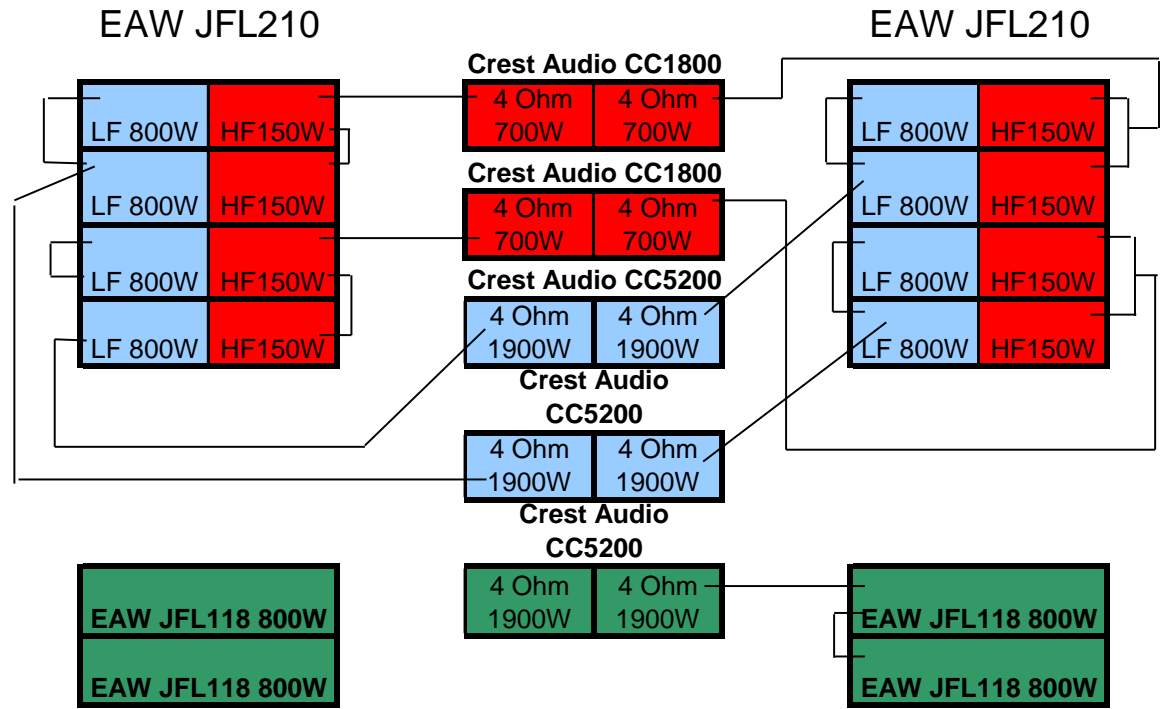 EAW JFL210
LF 800W HF150W
LF 800W HF150W
LF 800W HF150W
LF 800W HF150W
EAW JFL118 800W
EAW JFL118 800W
Crest Audio CC1800
4 Ohm 4 Ohm
700W 700W
Crest Audio CC1800
4 Ohm 4 Ohm
700W 700W
Crest Audio CC5200
4 Ohm 4 Ohm
1900W 1900W
Crest Audio
CC5200
4 Ohm 4 Ohm
1900W 1900W
Crest Audio
CC5200
4 Ohm 4 Ohm
1900W 1900W
EAW JFL210
LF 800W HF150W
LF 800W HF150W
LF 800W HF150W
LF 800W HF150W
EAW JFL118 800W
EAW JFL118 800W